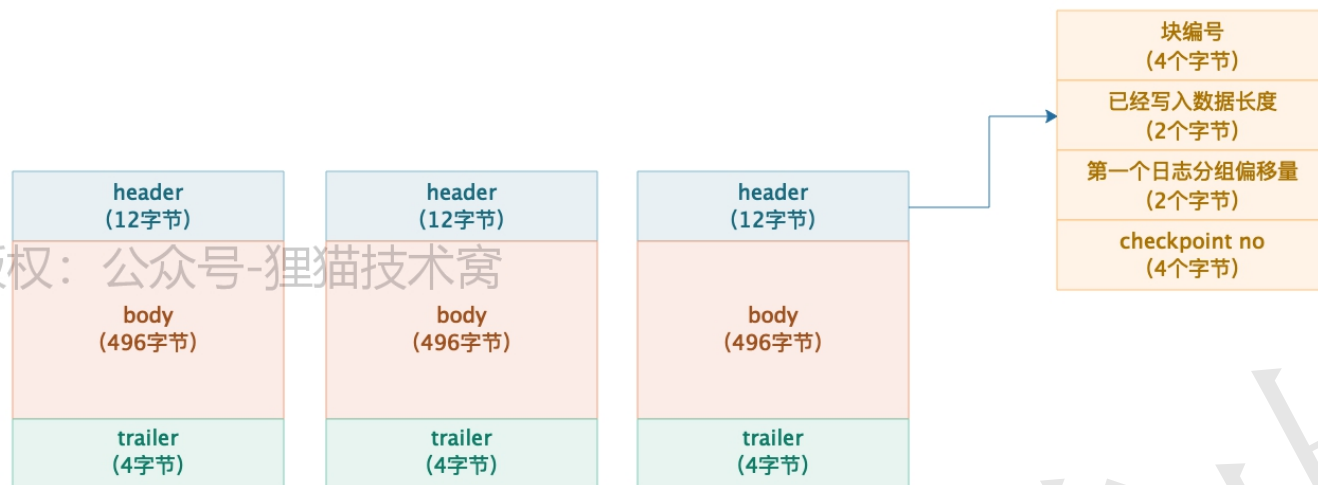 块编号
(4个字节)
已经写入数据长度
(2个字节)
第一个日志分组偏移量
(2个字节)
checkpoint no
(4个字节)
header
(12字节)
header
(12字节)
header
(12字节)
权：公众号-狸猫技术窝
body
(496字节)
body
(496字节)
body
(496字节)
trailer
(4字节)
trailer
(4字节)
trailer
(4字节)